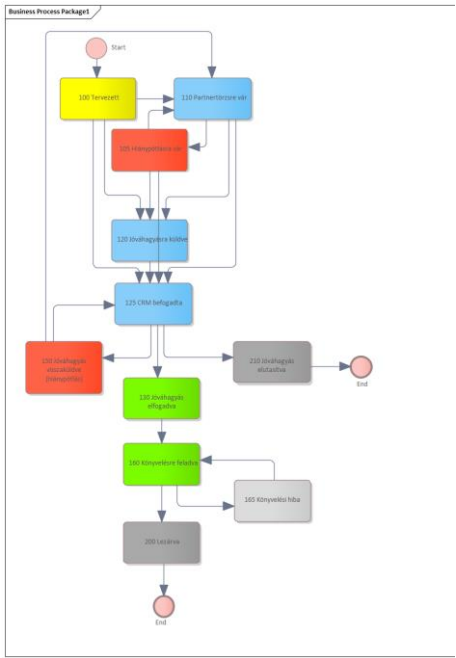 Business Process Package1
Start
100 Tervezett
110 Partnertörzsre vár
105 Hiánypótlásra vár
120 Jóváhagyásra küldve
125 CRM befogadta
150 Jóváhagyás
visszaküldve
(hiánypótlás)
210 Jóváhagyás
elutasítva
End
130 Jóváhagyás
elfogadva
160 Könyvelésre feladva
165 Könyvelési hiba
200 Lezárva
End